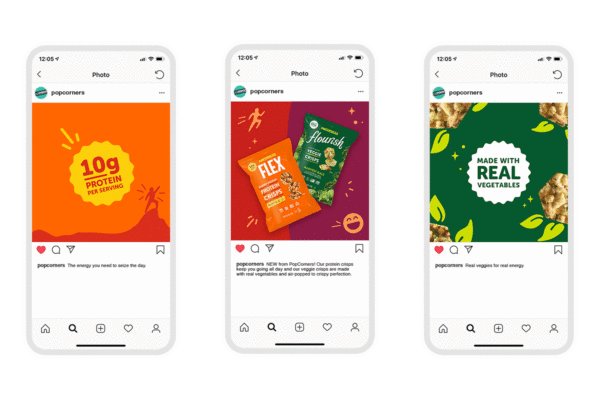 12:05
Photo
popcorners
10g
PROTEIN
PER SERVING
popcorners The energy you need to seize the day.
12:05
Photo
popcorners
FLEX
PROTEIN
CRISPS
flourish
VEGGIE
CRISPS
popcorners NEW from PopCorners! Our protein crisps
keep you going all day and our veggie crisps are made
with real vegetables and air-popped to crispy perfection.
12:05
Photo
popcorners
MADE WITH
REAL
VEGETABLES
popcorners Real veggies for real energy.